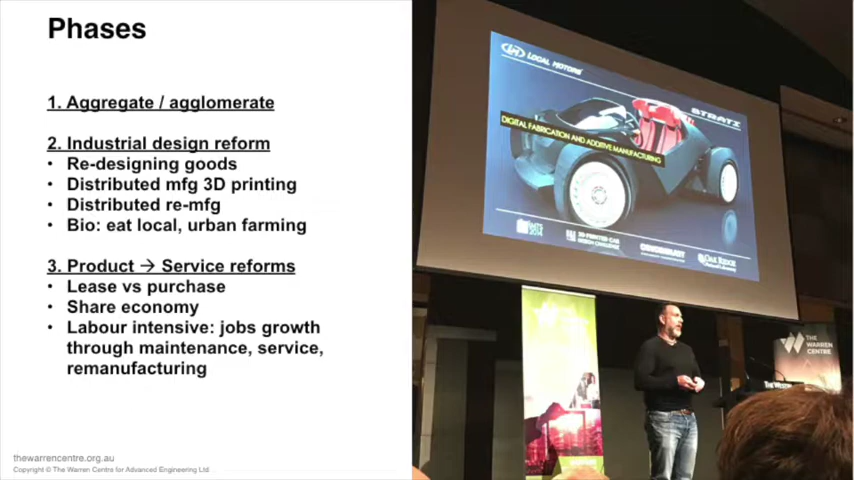 Phases
1. Aggregate / agglomerate
2. Industrial design reform
• Re-designing goods
• Distributed mfg 3D printing
• Distributed re-mfg
• Bio: eat local, urban farming
3. Product → Service reforms
• Lease vs purchase
• Share economy
• Labour intensive: jobs growth
through maintenance, service,
remanufacturing
thewarrencentre.org.au
Copyright © The Warren Centre for Advanced Engineering Ltd
LM LOCAL MOTORS
STRATI
DIGITAL FABRICATION AND ADDITIVE MANUFACTURING
3D PRINTED CAR
DESIGN CHALLENGE
OAK RIDGE
National Laboratory
THE
WARREN
CENTRE